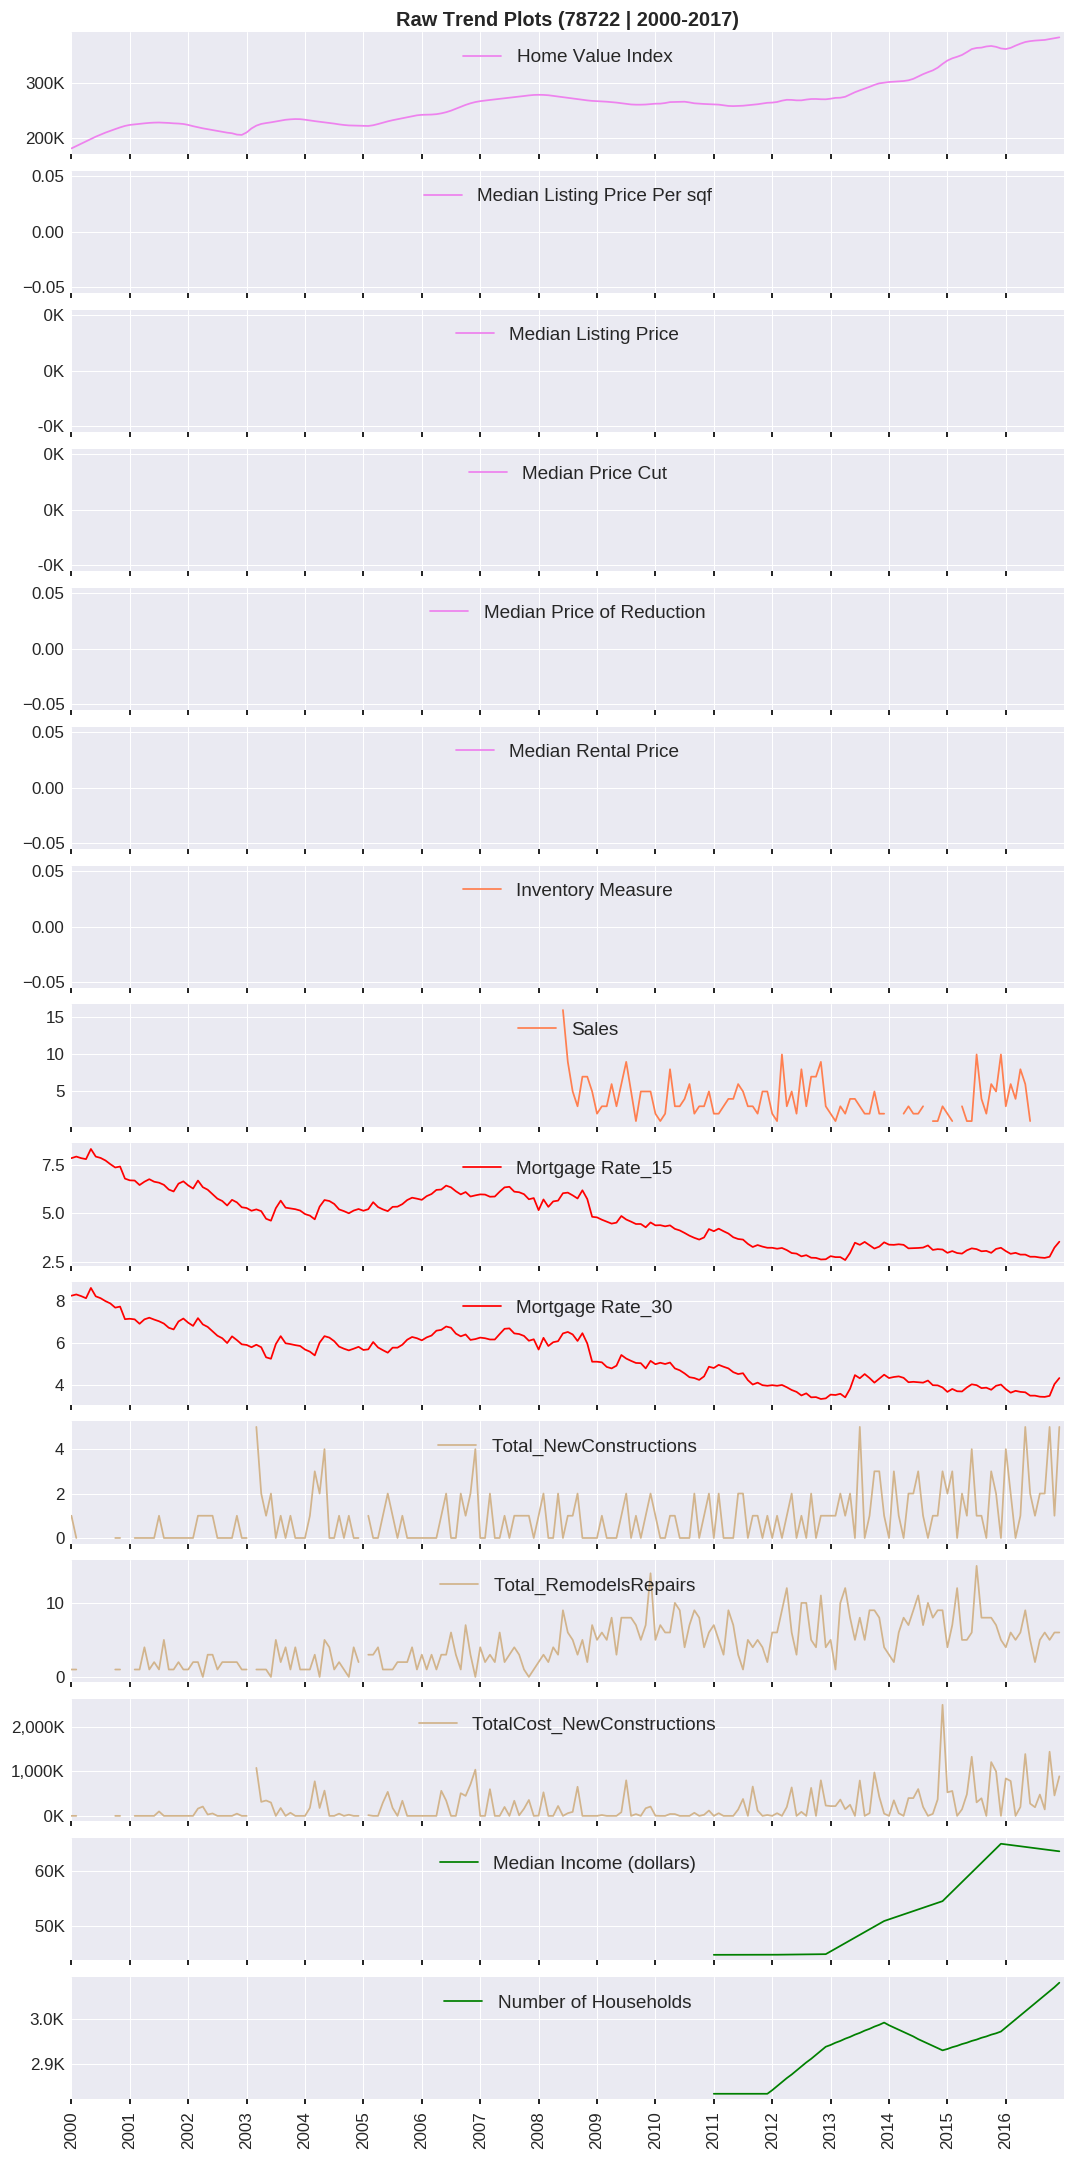 Raw Trend Plots (78722 | 2000-2017)
Home Value Index
300K
200K
0.05
Median Listing Price Per sqf
0.00
−0.05
0K
Median Listing Price
0K
-0K
0K
Median Price Cut
0K
-0K
0.05
Median Price of Reduction
0.00
−0.05
0.05
Median Rental Price
0.00
−0.05
0.05
Inventory Measure
0.00
−0.05
15
Sales
10
5
7.5
Mortgage Rate_15
5.0
2.5
8
Mortgage Rate_30
6
4
4
Total_NewConstructions
2
0
Total_RemodelsRepairs
10
0
2,000K
TotalCost_NewConstructions
1,000K
0K
Median Income (dollars)
60K
50K
Number of Households
3.0K
2.9K
2000 2001 2002 2003 2004 2005 2006 2007 2008 2009 2010 2011 2012 2013 2014 2015 2016